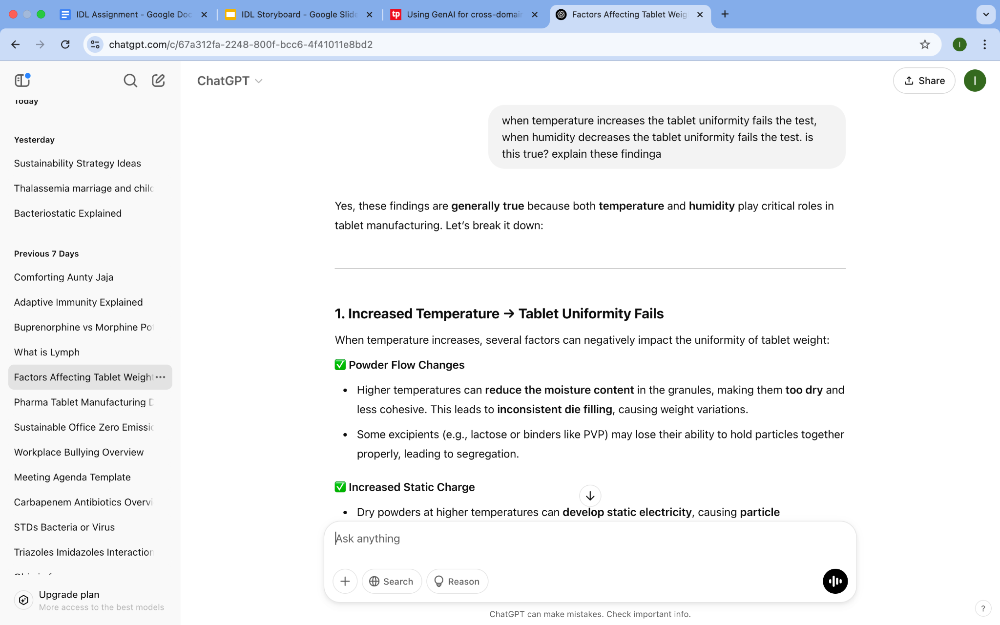 IDL Assignment - Google Doc
IDL Storyboard - Google Slide
tp
Using GenAI for cross-domain
Factors Affecting Tablet Weig
chatgpt.com/c/67a312fa-2248-800f-bcc6-4f41011e8bd2
I
Today
Yesterday
Sustainability Strategy Ideas
Thalassemia marriage and chilc
Bacteriostatic Explained
Previous 7 Days
Comforting Aunty Jaja
Adaptive Immunity Explained
Buprenorphine vs Morphine Pot
What is Lymph
Factors Affecting Tablet Weight
Pharma Tablet Manufacturing D
Sustainable Office Zero Emissic
Workplace Bullying Overview
Meeting Agenda Template
Carbapenem Antibiotics Overvi
STDs Bacteria or Virus
Triazoles Imidazoles Interaction
Upgrade plan
More access to the best models
ChatGPT
Share
I
when temperature increases the tablet uniformity fails the test,
when humidity decreases the tablet uniformity fails the test. is
this true? explain these findinga
Yes, these findings are generally true because both temperature and humidity play critical roles in
tablet manufacturing. Let's break it down:
1. Increased Temperature → Tablet Uniformity Fails
When temperature increases, several factors can negatively impact the uniformity of tablet weight:
✅ Powder Flow Changes
• Higher temperatures can reduce the moisture content in the granules, making them too dry and
less cohesive. This leads to inconsistent die filling, causing weight variations.
• Some excipients (e.g., lactose or binders like PVP) may lose their ability to hold particles together
properly, leading to segregation.
✅ Increased Static Charge
• Dry powders at higher temperatures can develop static electricity, causing particle
Ask anything
Search
Reason
ChatGPT can make mistakes. Check important info.
?